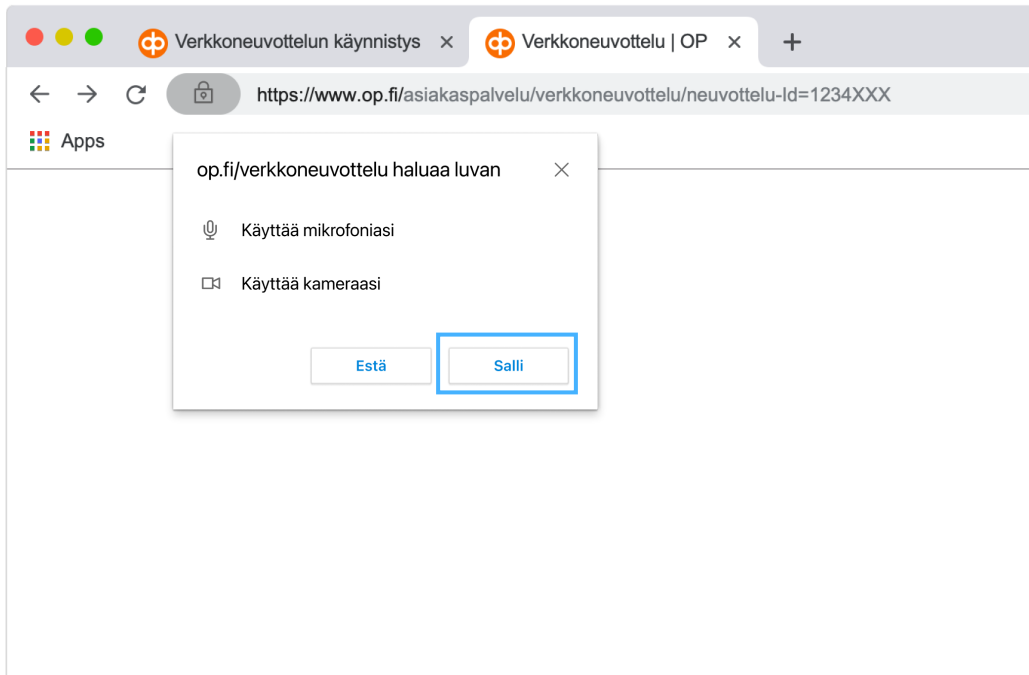 Verkkoneuvottelun käynnistys
Verkkoneuvottelu | OP
https://www.op.fi/asiakaspalvelu/verkkoneuvottelu/neuvottelu-Id=1234XXX
Apps
op.fi/verkkoneuvottelu haluaa luvan
Käyttää mikrofoniasi
Käyttää kameraasi
Estä
Salli